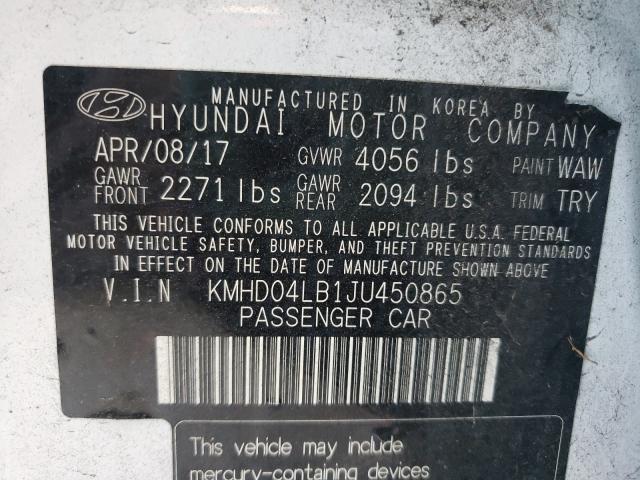 MANUFACTURED IN KOREA BY
HYUNDAI MOTOR COMPANY
APR/08/17 GVWR 4056 lbs PAINT WAW
GAWR FRONT 2271 lbs GAWR REAR 2094 lbs TRIM TRY
THIS VEHICLE CONFORMS TO ALL APPLICABLE U.S.A. FEDERAL
MOTOR VEHICLE SAFETY, BUMPER, AND THEFT PREVENTION STANDARDS
IN EFFECT ON THE DATE OF MANUFACTURE SHOWN ABOVE
V.I.N KMHD04LB1JU450865
PASSENGER CAR
This vehicle may include
mercury-containing devices